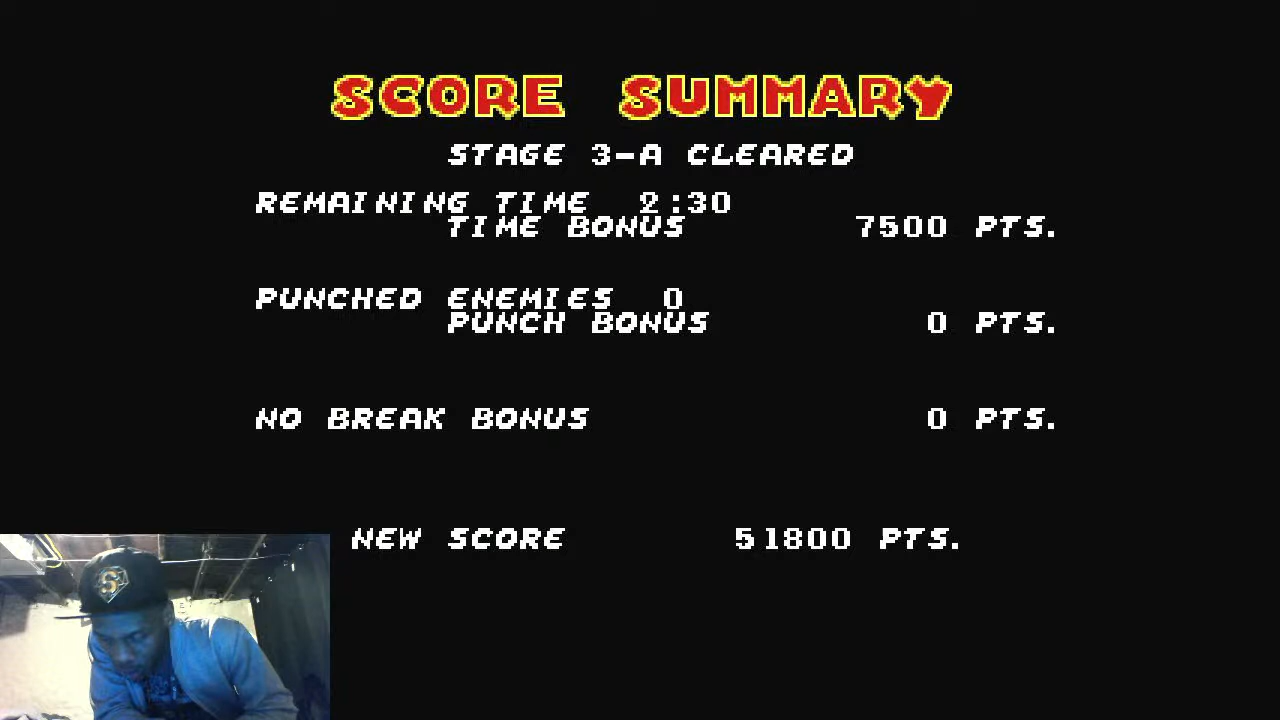 SCORE SUMMARY
STAGE 3-A CLEARED
REMAINING TIME 2:30
TIME BONUS 7500 PTS.
PUNCHED ENEMIES 0
PUNCH BONUS 0 PTS.
NO BREAK BONUS 0 PTS.
NEW SCORE 51800 PTS.
S